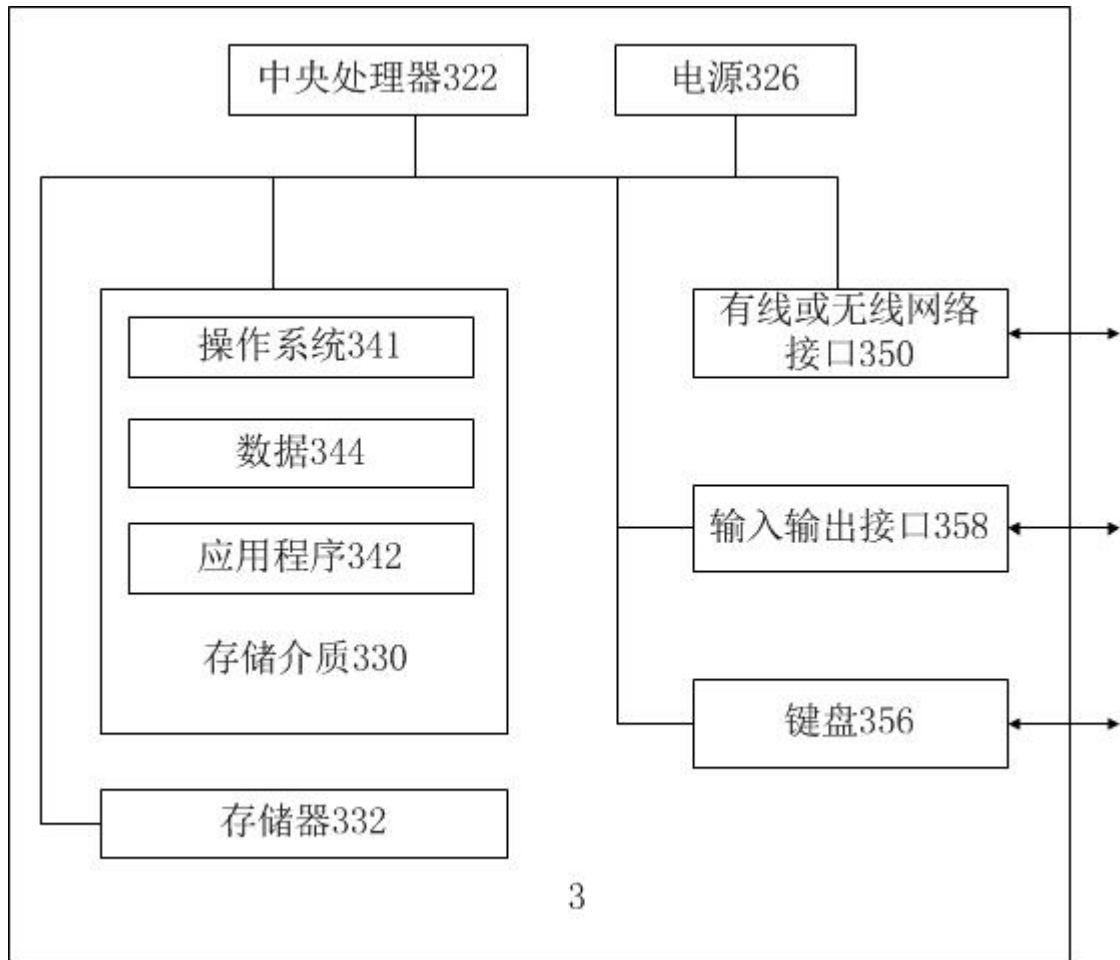 中央处理器322
电源326
操作系统341
数据344
应用程序342
存储介质330
存储器332
有线或无线网络
接口350
输入输出接口358
键盘356
3